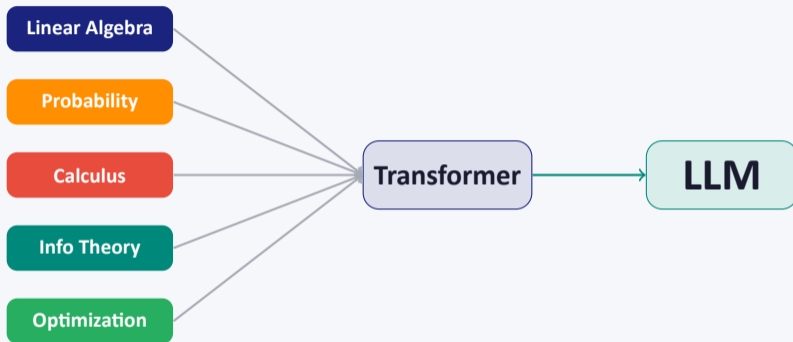 Linear Algebra
Probability
Calculus
Info Theory
Optimization
Transformer
LLM